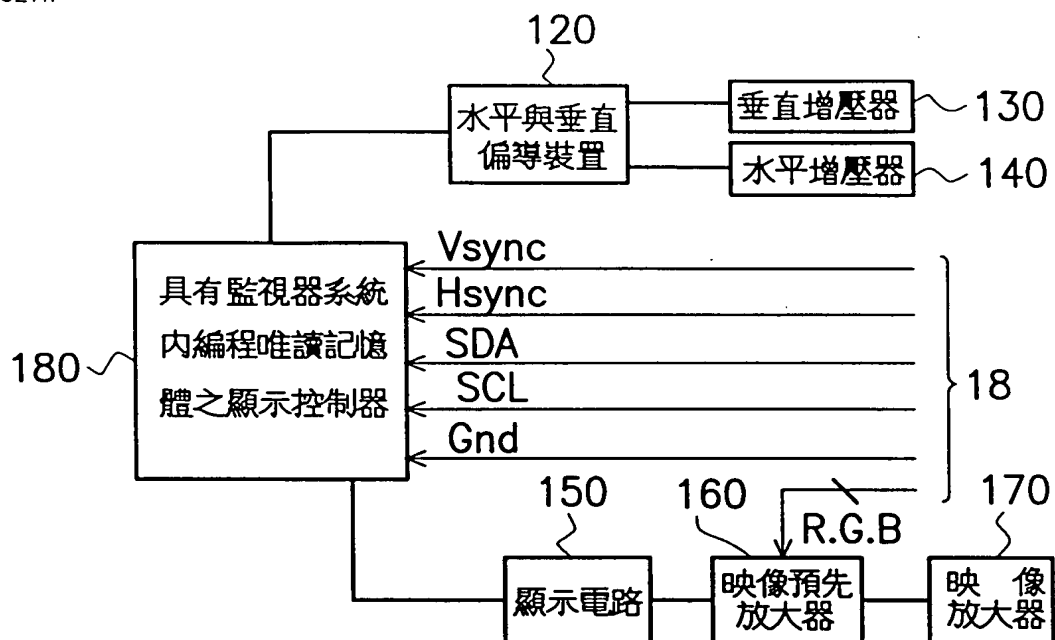 120
水平與垂直
偏導裝置
垂直增壓器
130
水平增壓器
140
Vsync
Hsync
SDA
SCL
Gnd
18
具有監視器系統
內編程唯讀記憶
體之顯示控制器
180
150
160
R.G.B
170
顯示電路
映像預先
放大器
映 像
放大器